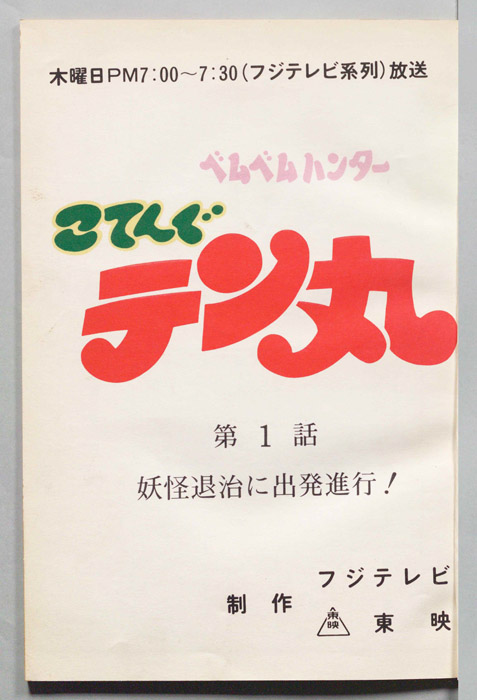 木曜日PM7:00〜7:30(フジテレビ系列)放送
ベムベムハンター
こてんぐ
テン丸
第1話
妖怪退治に出発進行!
フジテレビ
制作 東映 東映